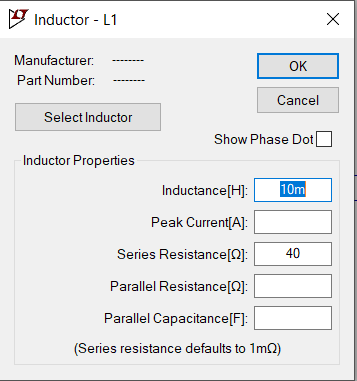 Inductor - L1
Manufacturer: --------
Part Number: --------
OK
Cancel
Select Inductor
Show Phase Dot
Inductor Properties
Inductance[H]: 10m
Peak Current[A]:
Series Resistance[Ω]: 40
Parallel Resistance[Ω]:
Parallel Capacitance[F]:
(Series resistance defaults to 1mΩ)